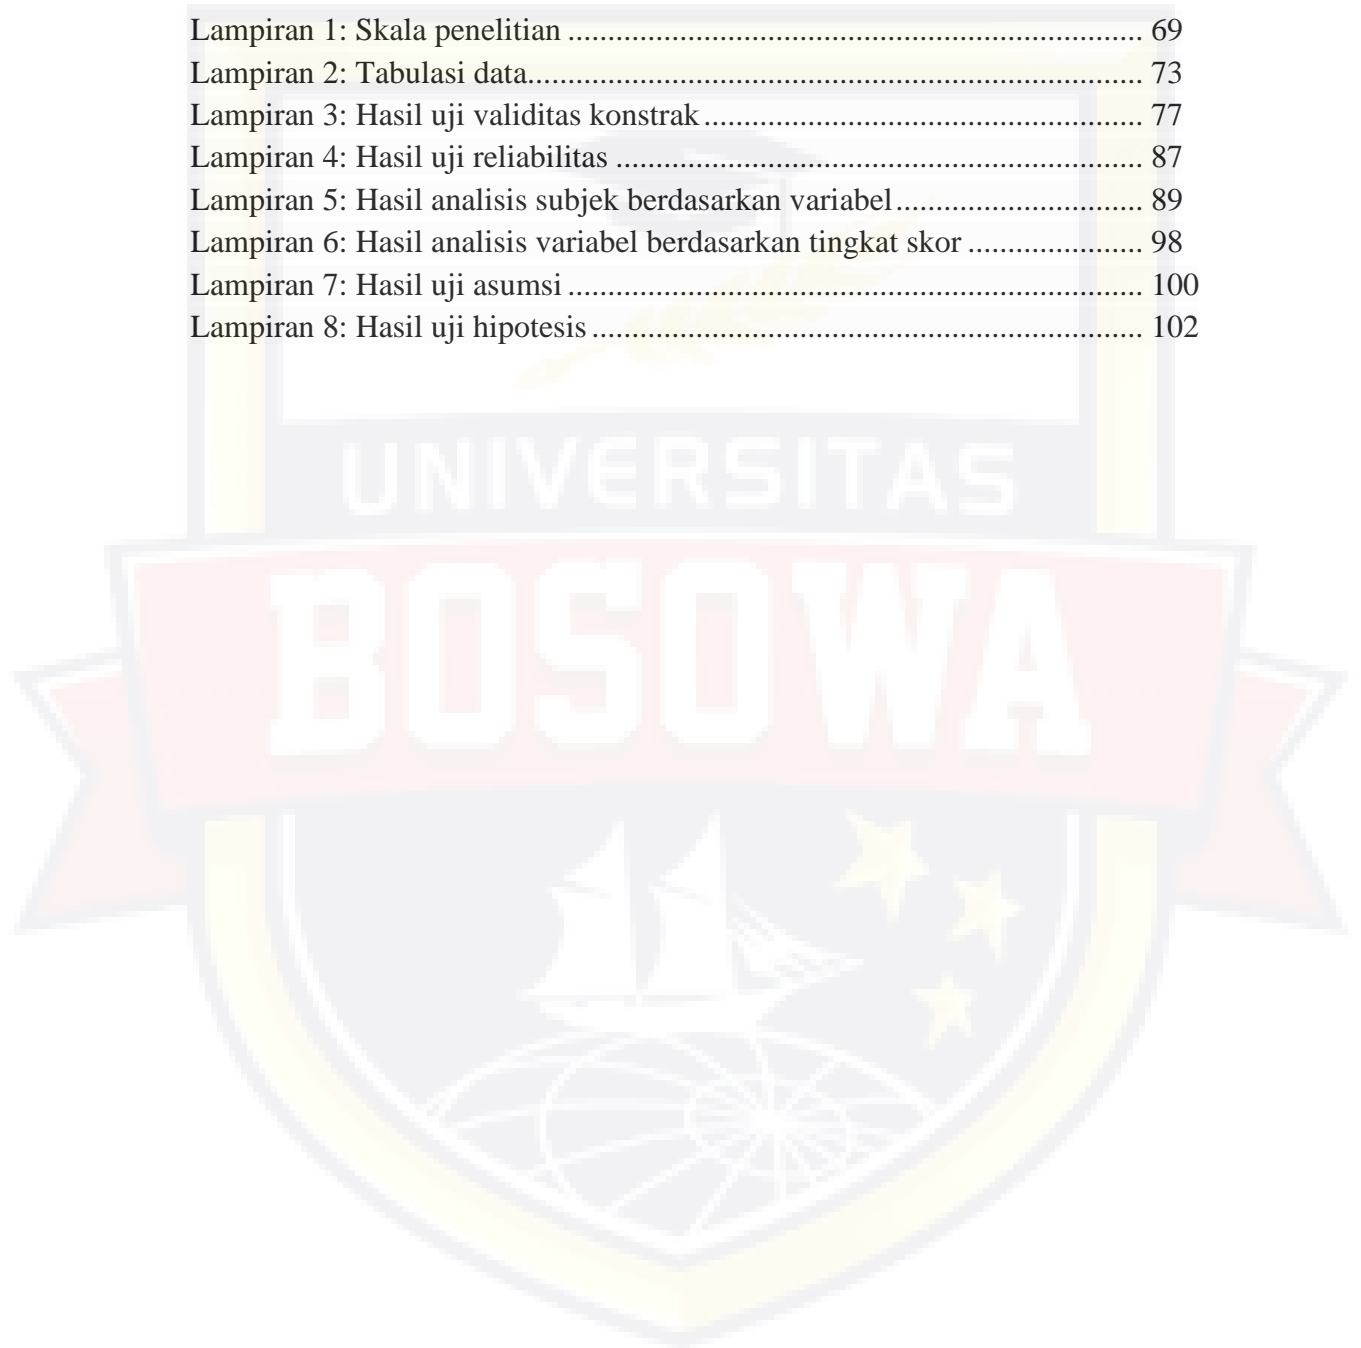 Lampiran 1: Skala penelitian ........................................................................ 69
Lampiran 2: Tabulasi data............................................................................. 73
Lampiran 3: Hasil uji validitas konstrak ....................................................... 77
Lampiran 4: Hasil uji reliabilitas .................................................................. 87
Lampiran 5: Hasil analisis subjek berdasarkan variabel............................... 89
Lampiran 6: Hasil analisis variabel berdasarkan tingkat skor ...................... 98
Lampiran 7: Hasil uji asumsi ........................................................................ 100
Lampiran 8: Hasil uji hipotesis ..................................................................... 102
UNIVERSITAS
BOSOWA